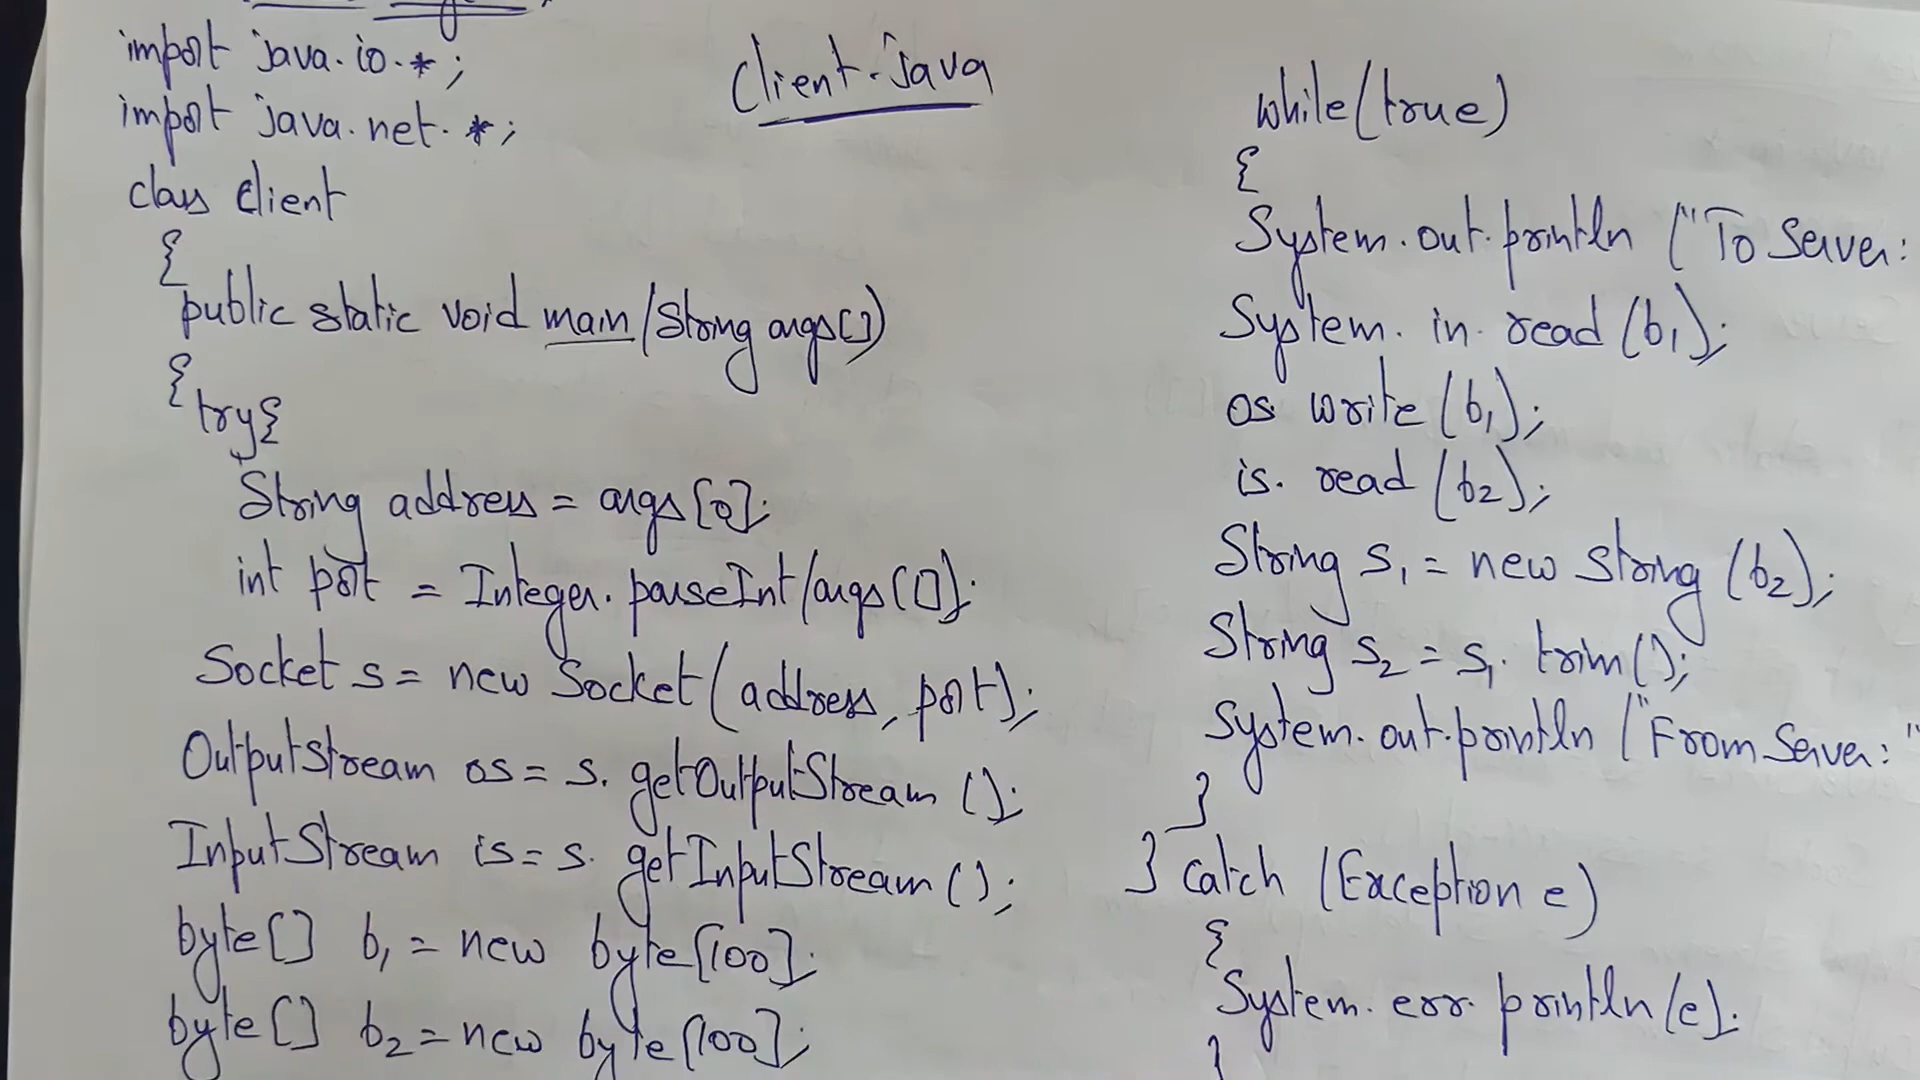 import java.io.*;
import java.net.*;
class Client
{
public static void main(String args[])
{
try{
String address = args[0];
int port = Integer.parseInt(args[]);
Socket s = new Socket(address, port);
OutputStream os = s.getOutputStream();
InputStream is = s.getInputStream();
byte[] b1 = new byte[100];
byte[] b2 = new byte[100];
Client.java
while(true)
{
System.out.println ("To Server:
System.in.read(b1);
os.write(b1);
is.read(b2);
String s1 = new String(b2);
String s2 = s1.trim();
System.out.println ("From Server:"
}
} catch (Exception e)
{
System.err.println(e);
}